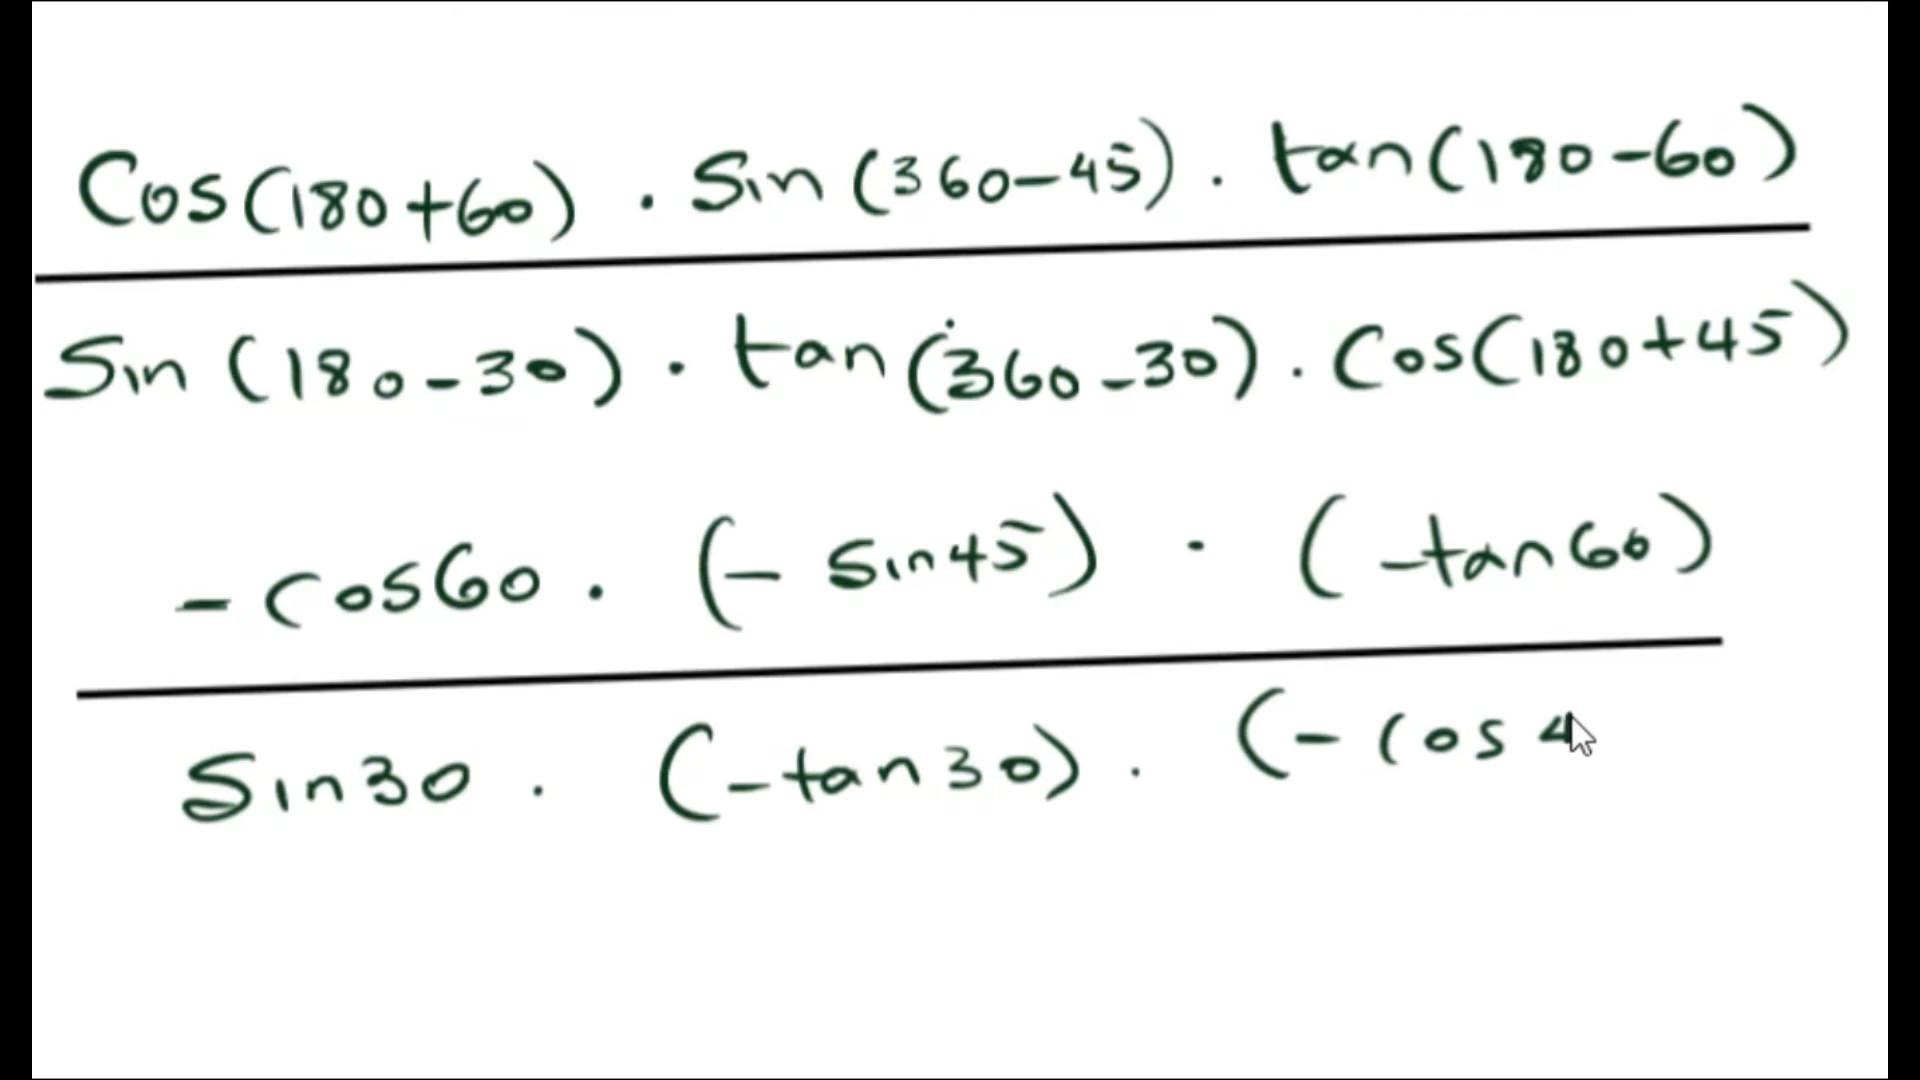 Cos(180+60) . Sin(360-45) . tan(180-60)
Sin(180-30) . tan(360-30) . Cos(180+45)
-cos60 . (-sin45) . (-tan60)
Sin30 . (-tan30) . (-cos 4